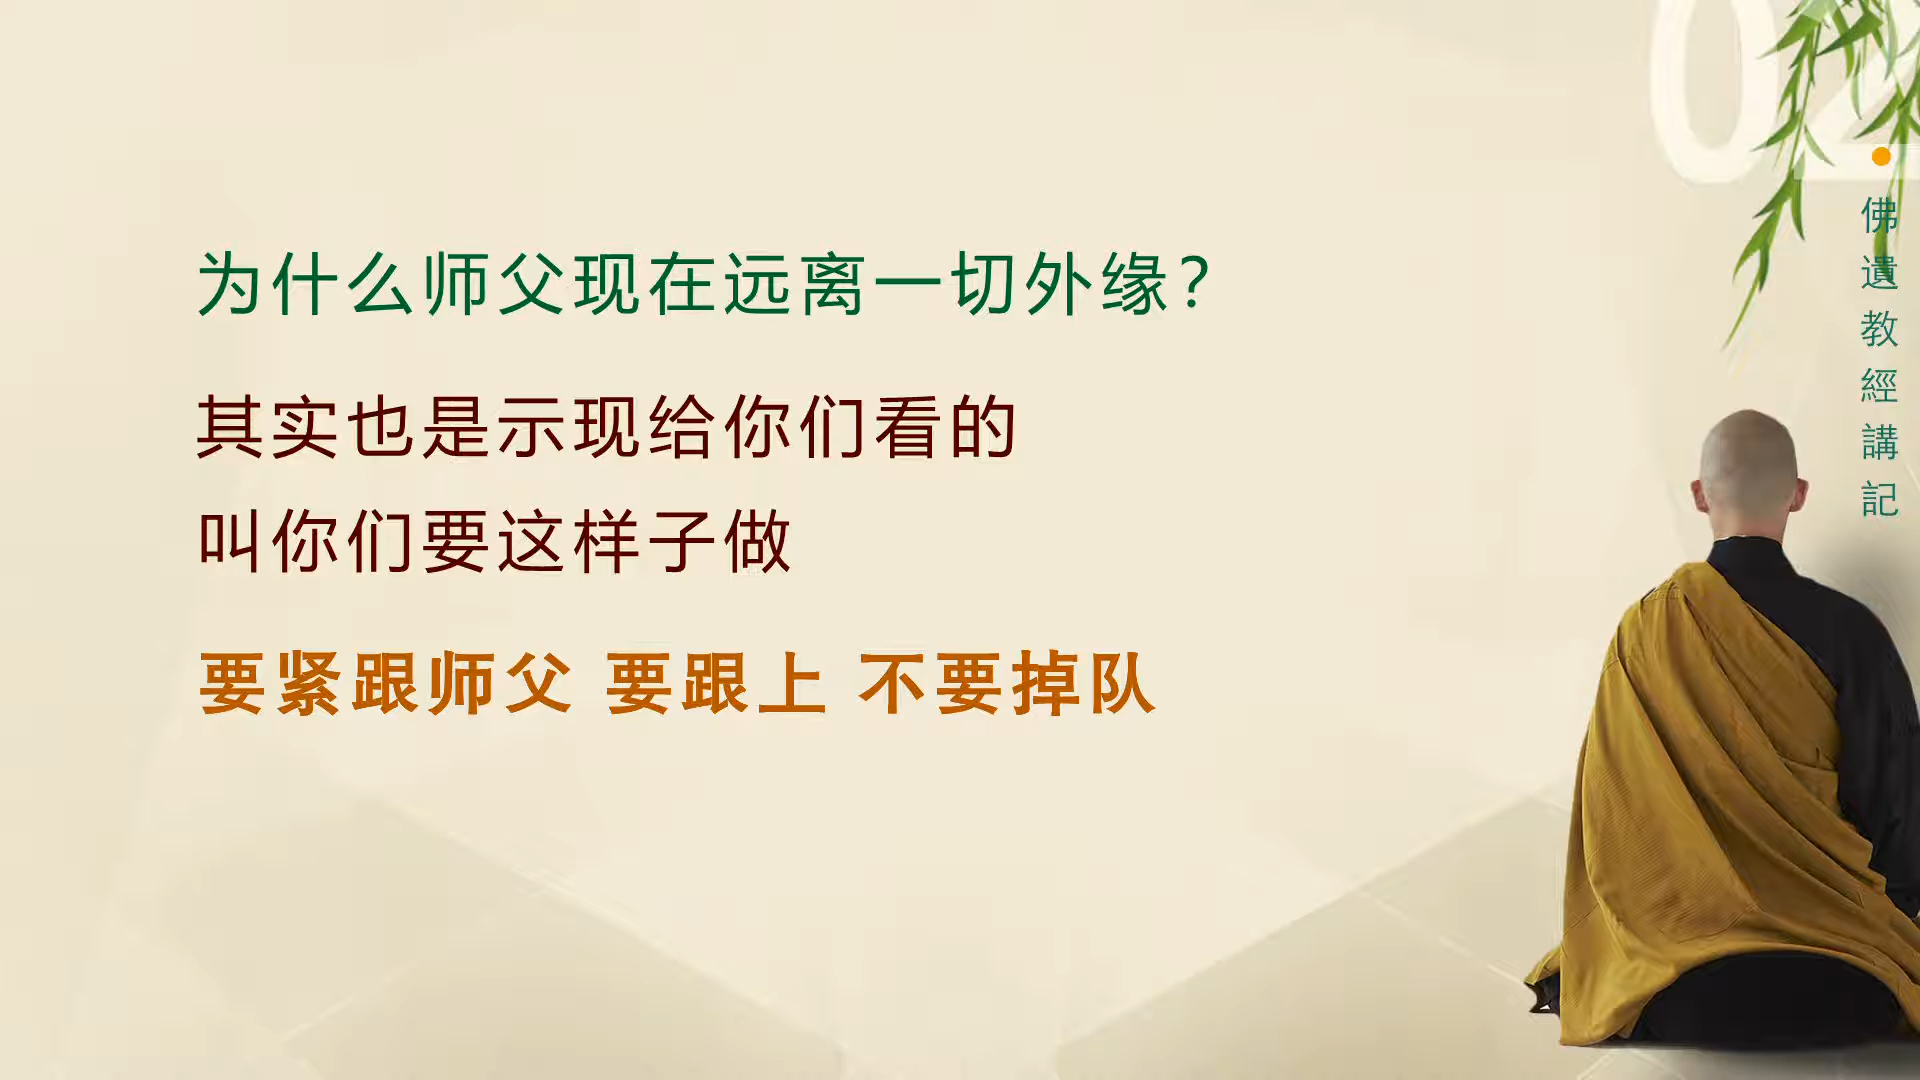 为什么师父现在远离一切外缘？
其实也是示现给你们看的
叫你们要这样子做
要紧跟师父 要跟上 不要掉队
02
佛遺教經講記